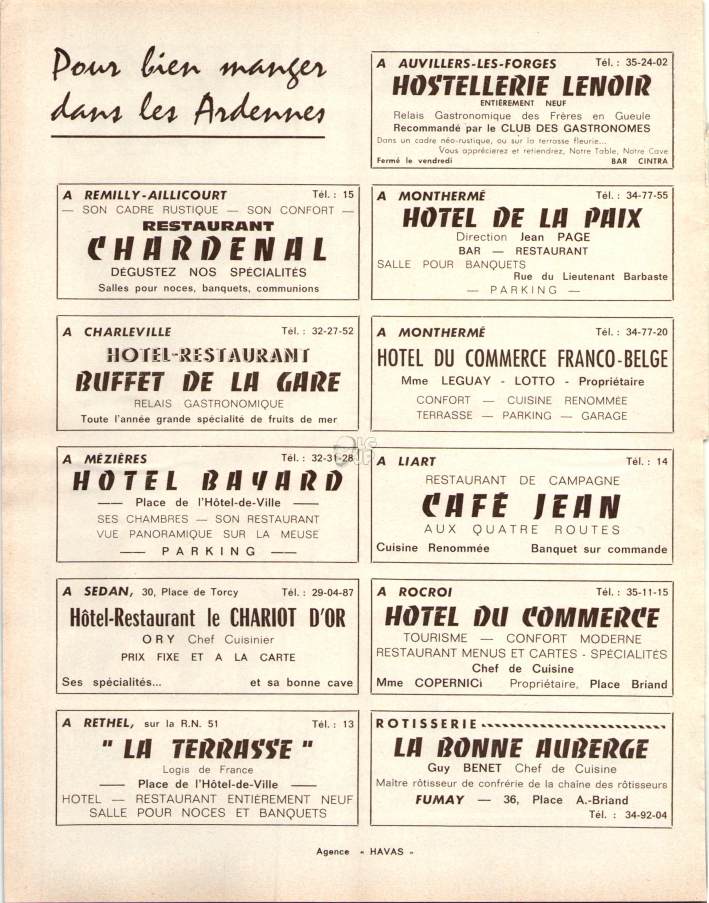 Pour bien manger
dans les Ardennes
A AUVILLERS-LES-FORGES Tél. : 35-24-02
HOSTELLERIE LENOIR
ENTIÈREMENT NEUF
Relais Gastronomique des Frères en Gueule
Recommandé par le CLUB DES GASTRONOMES
Dans un cadre néo-rustique, ou sur la terrasse fleurie...
Vous apprécierez et retiendrez, Notre Table, Notre Cave
Fermé le vendredi BAR CINTRA
A REMILLY-AILLICOURT Tél. : 15
— SON CADRE RUSTIQUE — SON CONFORT —
RESTAURANT
CHARDENAL
DÉGUSTEZ NOS SPÉCIALITÉS
Salles pour noces, banquets, communions
A MONTHERMÉ Tél. : 34-77-55
HOTEL DE LA PAIX
Direction Jean PAGE
BAR — RESTAURANT
SALLE POUR BANQUETS
Rue du Lieutenant Barbaste
— PARKING —
A CHARLEVILLE Tél. : 32-27-52
HOTEL-RESTAURANT
BUFFET DE LA GARE
RELAIS GASTRONOMIQUE
Toute l'année grande spécialité de fruits de mer
A MONTHERMÉ Tél. : 34-77-20
HOTEL DU COMMERCE FRANCO-BELGE
Mme LEGUAY - LOTTO - Propriétaire
CONFORT — CUISINE RENOMMÉE
TERRASSE — PARKING — GARAGE
A MÉZIÈRES Tél. : 32-31-28
HOTEL BAYARD
—— Place de l'Hôtel-de-Ville ——
SES CHAMBRES — SON RESTAURANT
VUE PANORAMIQUE SUR LA MEUSE
—— PARKING ——
A LIART Tél. : 14
RESTAURANT DE CAMPAGNE
CAFÉ JEAN
AUX QUATRE ROUTES
Cuisine Renommée Banquet sur commande
A SEDAN, 30, Place de Torcy Tél. : 29-04-87
Hôtel-Restaurant le CHARIOT D'OR
ORY Chef Cuisinier
PRIX FIXE ET A LA CARTE
Ses spécialités... et sa bonne cave
A ROCROI Tél. : 35-11-15
HOTEL DU COMMERCE
TOURISME — CONFORT MODERNE
RESTAURANT MENUS ET CARTES - SPÉCIALITÉS
Chef de Cuisine
Mme COPERNICI Propriétaire, Place Briand
A RETHEL, sur la R.N. 51 Tél. : 13
" LA TERRASSE "
Logis de France
—— Place de l'Hôtel-de-Ville ——
HOTEL — RESTAURANT ENTIÈREMENT NEUF
SALLE POUR NOCES ET BANQUETS
ROTISSERIE
LA BONNE AUBERGE
Guy BENET Chef de Cuisine
Maître rôtisseur de confrérie de la chaîne des rôtisseurs
FUMAY — 36, Place A.-Briand
Tél. : 34-92-04
Agence « HAVAS »